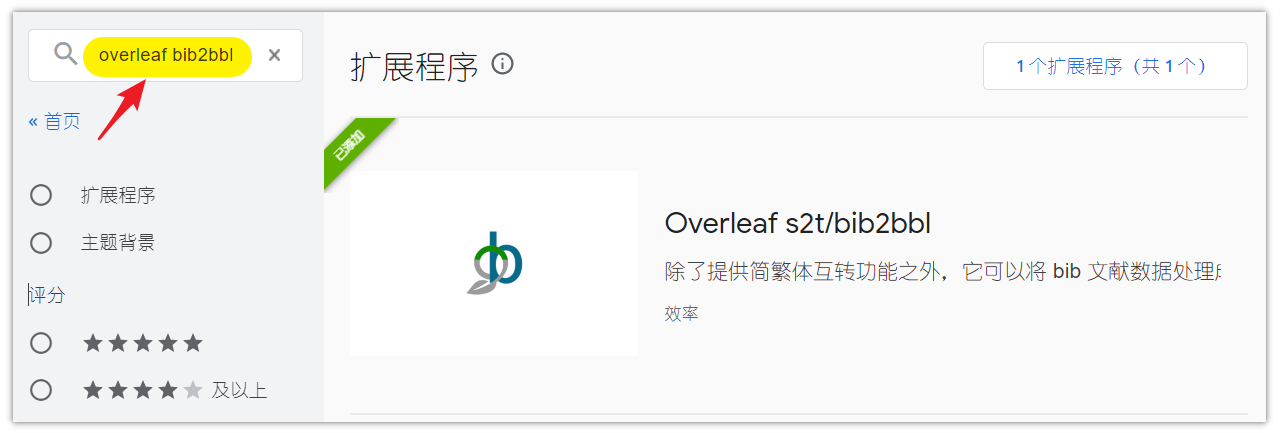 overleaf bib2bbl
« 首页
扩展程序
主题背景
评分
及以上
扩展程序
1 个扩展程序（共 1 个）
已添加
Overleaf s2t/bib2bbl
除了提供简繁体互转功能之外，它可以将 bib 文献数据处理
效率